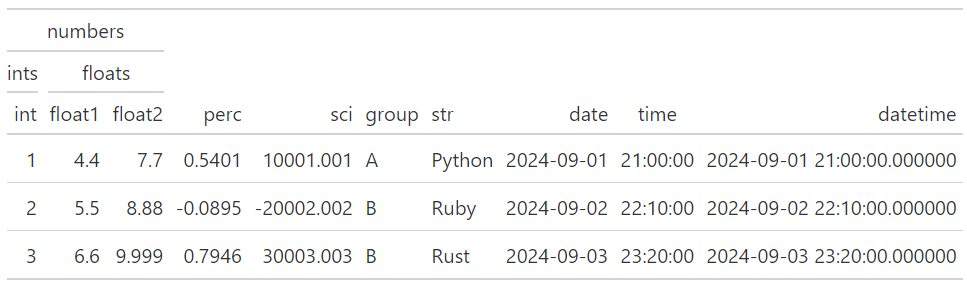 numbers
ints floats
int float1 float2 perc sci group str date time datetime
1 4.4 7.7 0.5401 10001.001 A Python 2024-09-01 21:00:00 2024-09-01 21:00:00.000000
2 5.5 8.88 -0.0895 -20002.002 B Ruby 2024-09-02 22:10:00 2024-09-02 22:10:00.000000
3 6.6 9.999 0.7946 30003.003 B Rust 2024-09-03 23:20:00 2024-09-03 23:20:00.000000